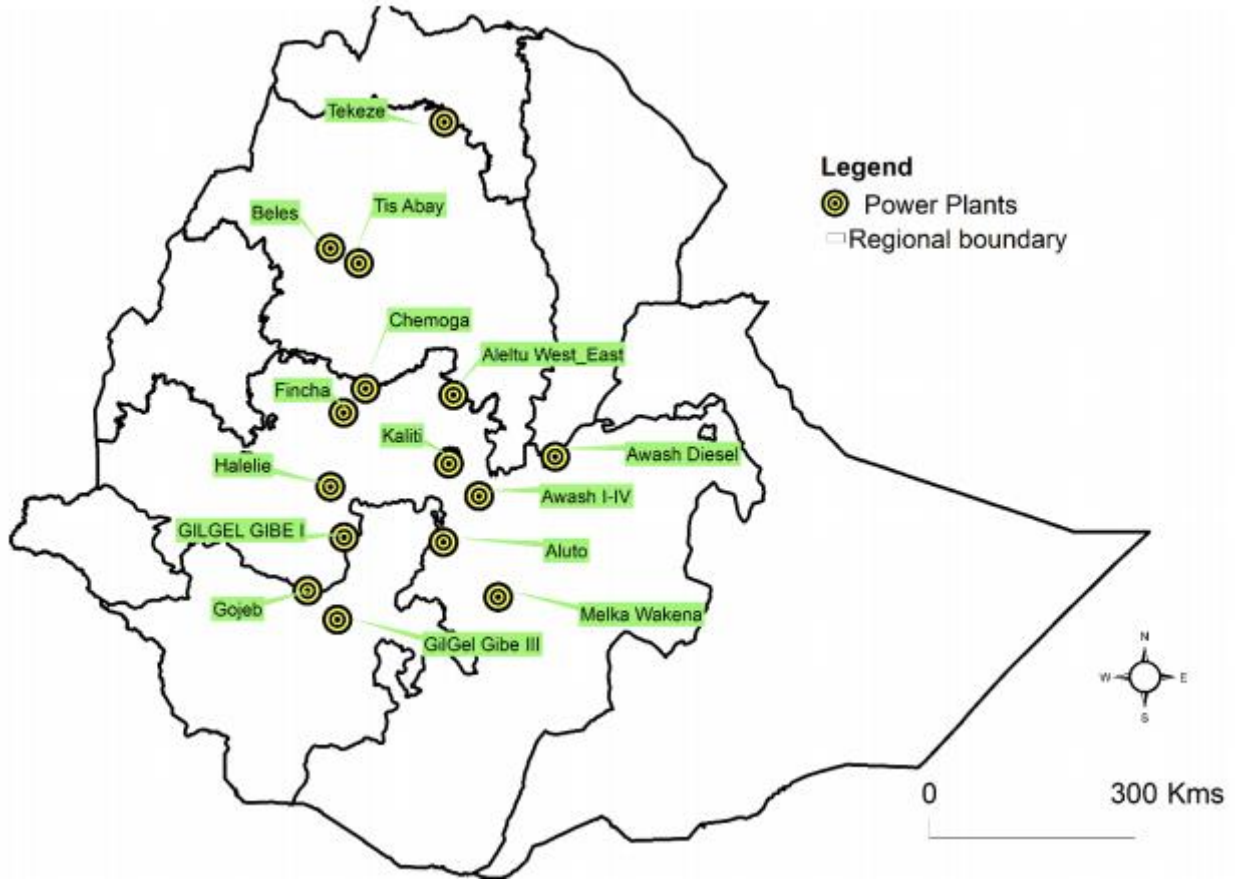 Tekeze
Legend
Power Plants
Regional boundary
Beles
Tis Abay
Chemoga
Aleltu West_East
Fincha
Kaliti
Awash Diesel
Halelie
Awash I-IV
GILGEL GIBE I
Aluto
Gojeb
Melka Wakena
GilGel Gibe III
N
W
E
S
0
300 Kms